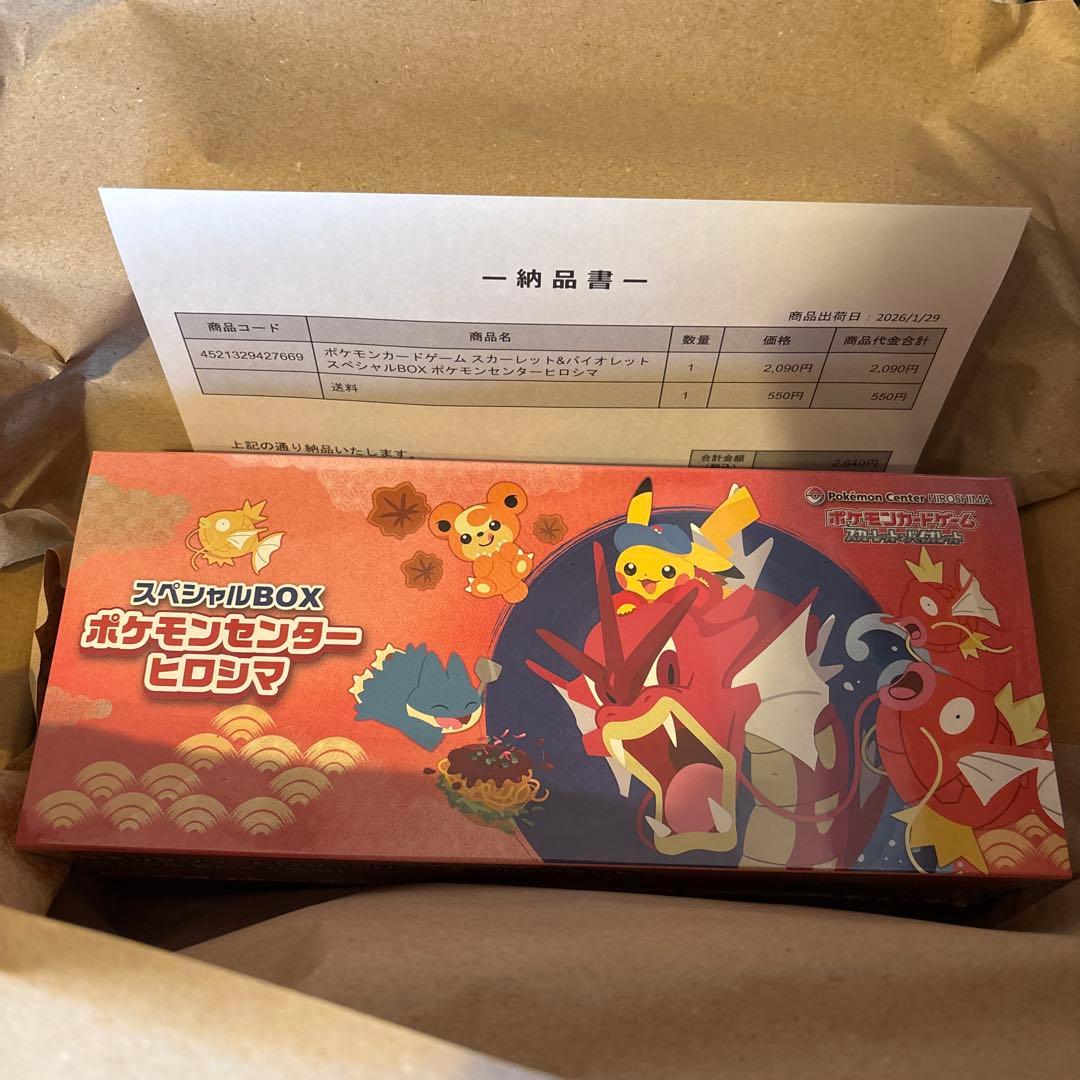 ー納品書ー
商品出荷日：2026/1/29
商品コード 商品名 数量 価格 商品代金合計
4521329427669 ポケモンカードゲーム スカーレット&バイオレット
スペシャルBOX ポケモンセンターヒロシマ 1 2,090円 2,090円
送料 1 550円 550円
上記の通り納品いたします。
合計金額
(税込) 2,640円
Pokémon Center HIROSHIMA
ポケモンカードゲーム
スカーレット&バイオレット
スペシャルBOX
ポケモンセンター
ヒロシマ